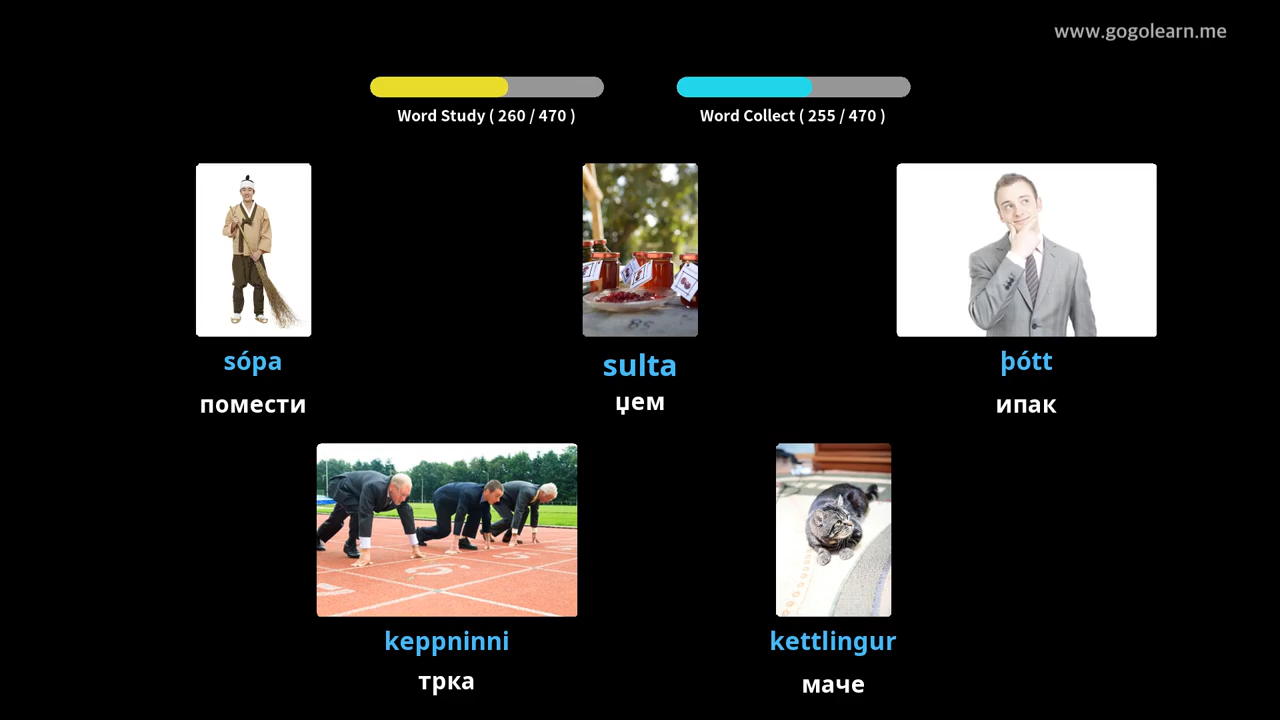 www.gogolearn.me
Word Study ( 260 / 470 )
Word Collect ( 255 / 470 )
sópa
помести
sulta
џем
þótt
ипак
keppninni
трка
kettlingur
маче